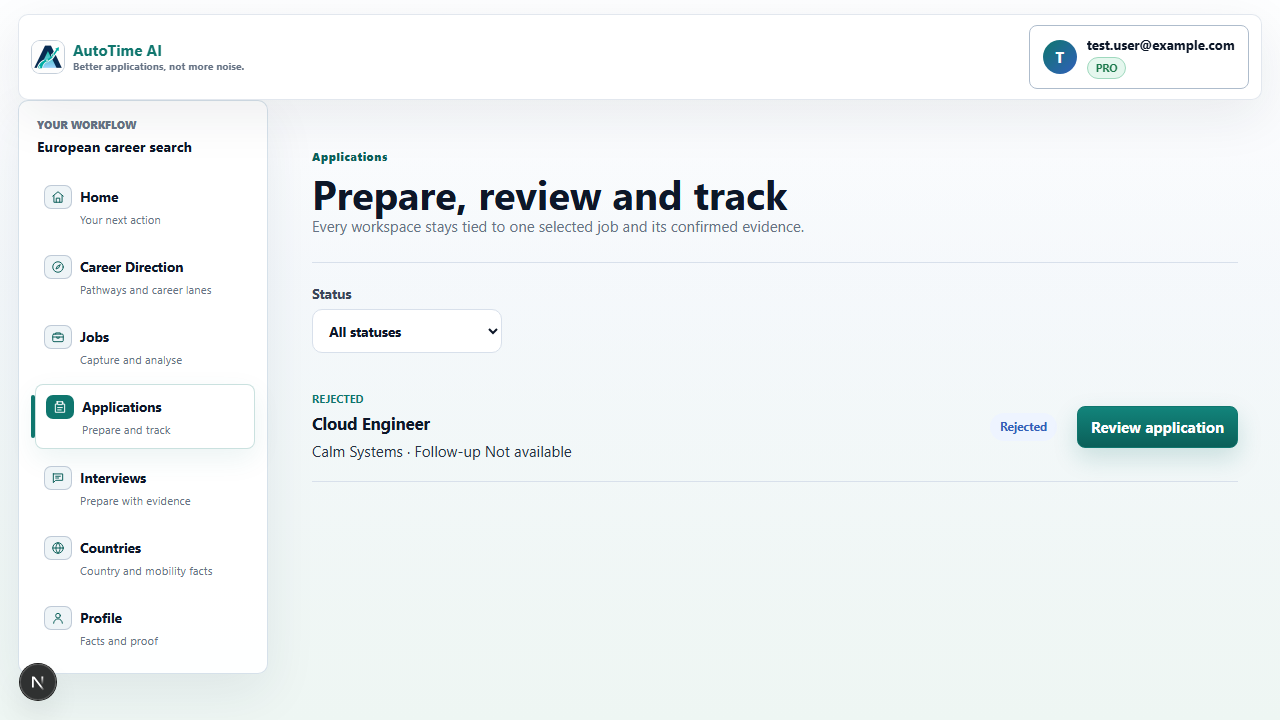 AutoTime AI
Better applications, not more noise.
T
test.user@example.com
PRO
YOUR WORKFLOW
European career search
Home
Your next action
Career Direction
Pathways and career lanes
Jobs
Capture and analyse
Applications
Prepare and track
Interviews
Prepare with evidence
Countries
Country and mobility facts
Profile
Facts and proof
N
Applications
Prepare, review and track
Every workspace stays tied to one selected job and its confirmed evidence.
Status
All statuses
REJECTED
Cloud Engineer
Calm Systems · Follow-up Not available
Rejected
Review application